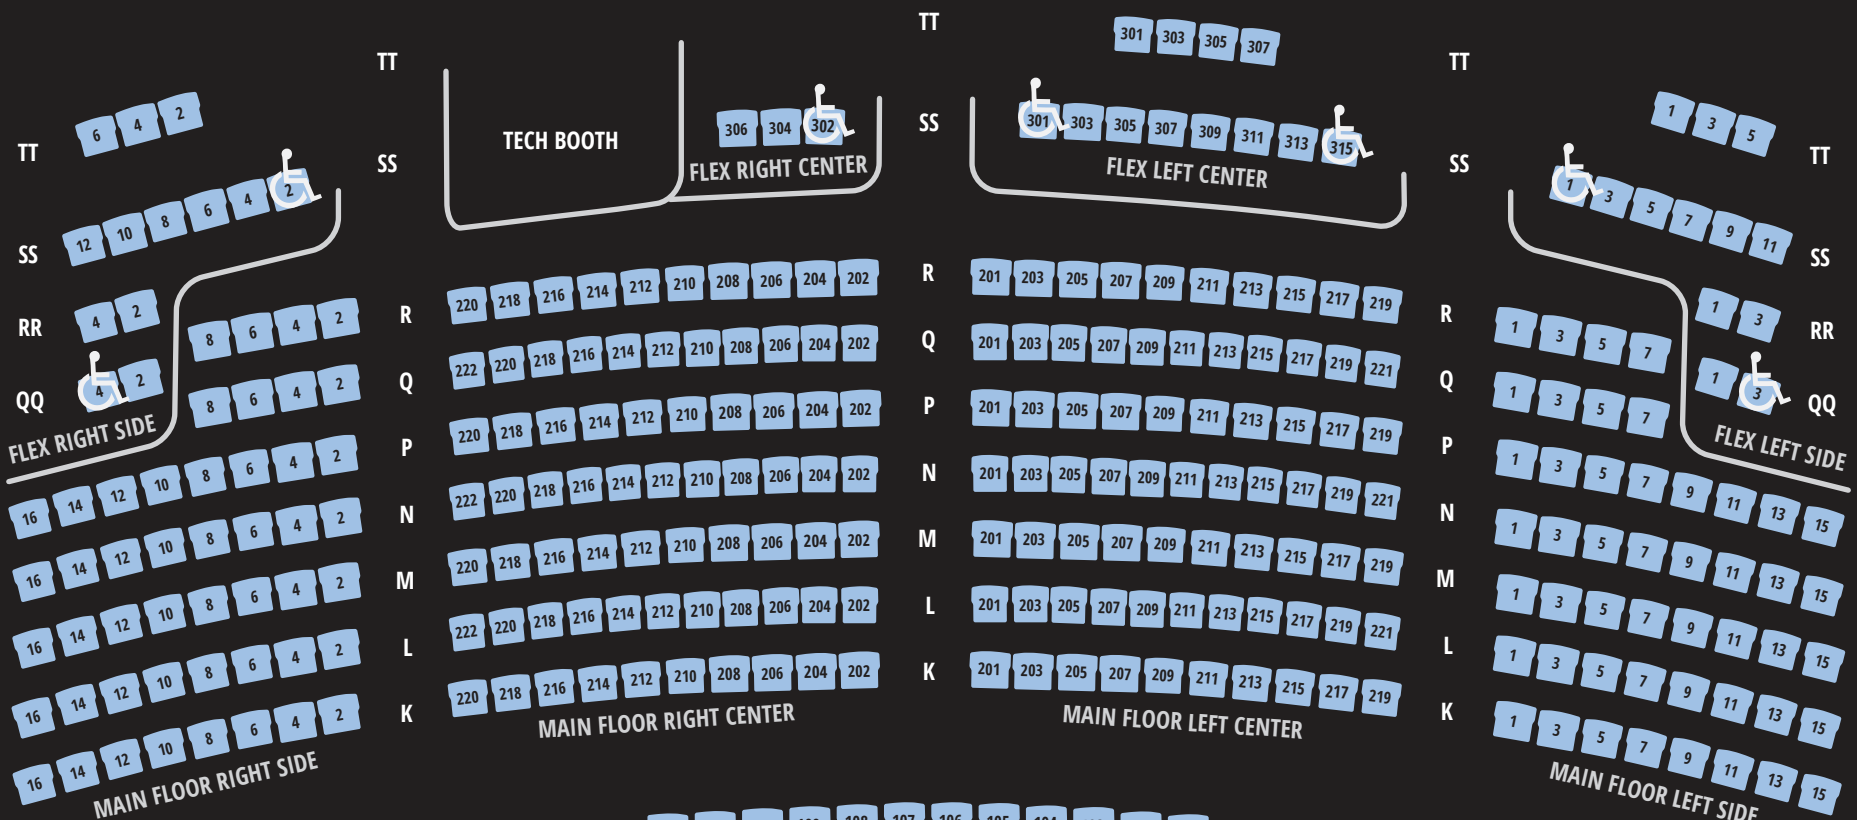 TT 301 303 305 307
TT
TT
6 4 2
1 3 5
TT
TT
TECH BOOTH
306 304 302
SS
301 303 305 307 309 311 313 315
FLEX RIGHT CENTER
FLEX LEFT CENTER
SS
SS
12 10 8 6 4 2
1 3 5 7 9 11
SS
SS
RR 4 2
1 3 RR
QQ 4 2
1 3 QQ
FLEX RIGHT SIDE
FLEX LEFT SIDE
8 6 4 2 R 220 218 216 214 212 210 208 206 204 202 R 201 203 205 207 209 211 213 215 217 219 R 1 3 5 7
8 6 4 2 Q 222 220 218 216 214 212 210 208 206 204 202 Q 201 203 205 207 209 211 213 215 217 219 221 Q 1 3 5 7
16 14 12 10 8 6 4 2 P 220 218 216 214 212 210 208 206 204 202 P 201 203 205 207 209 211 213 215 217 219 P 1 3 5 7 9 11 13 15
16 14 12 10 8 6 4 2 N 222 220 218 216 214 212 210 208 206 204 202 N 201 203 205 207 209 211 213 215 217 219 221 N 1 3 5 7 9 11 13 15
16 14 12 10 8 6 4 2 M 220 218 216 214 212 210 208 206 204 202 M 201 203 205 207 209 211 213 215 217 219 M 1 3 5 7 9 11 13 15
16 14 12 10 8 6 4 2 L 222 220 218 216 214 212 210 208 206 204 202 L 201 203 205 207 209 211 213 215 217 219 221 L 1 3 5 7 9 11 13 15
16 14 12 10 8 6 4 2 K 220 218 216 214 212 210 208 206 204 202 K 201 203 205 207 209 211 213 215 217 219 K 1 3 5 7 9 11 13 15
MAIN FLOOR RIGHT SIDE
MAIN FLOOR RIGHT CENTER
MAIN FLOOR LEFT CENTER
MAIN FLOOR LEFT SIDE
108 107 106 105 104